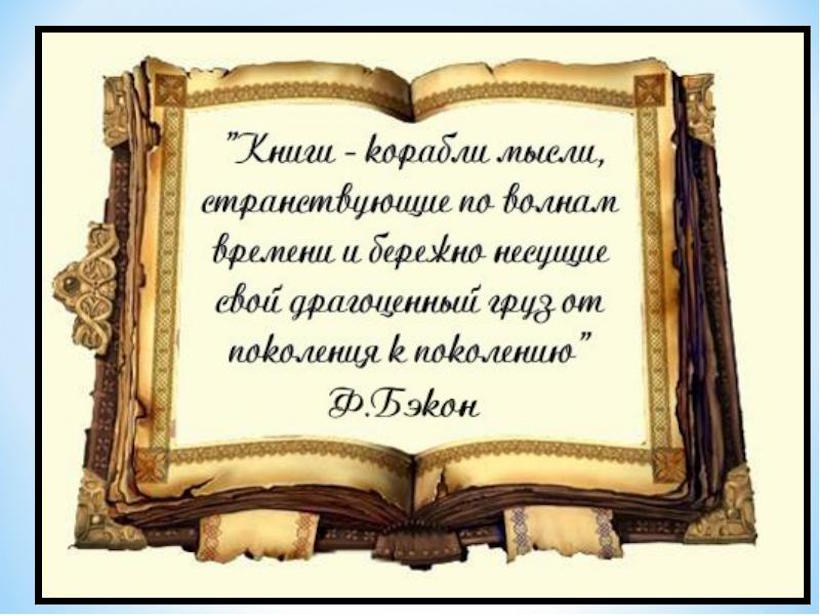 "Книги - корабли мысли,
странствующие по волнам
времени и бережно несущие
свой драгоценный груз от
поколения к поколению"
Ф.Бэкон